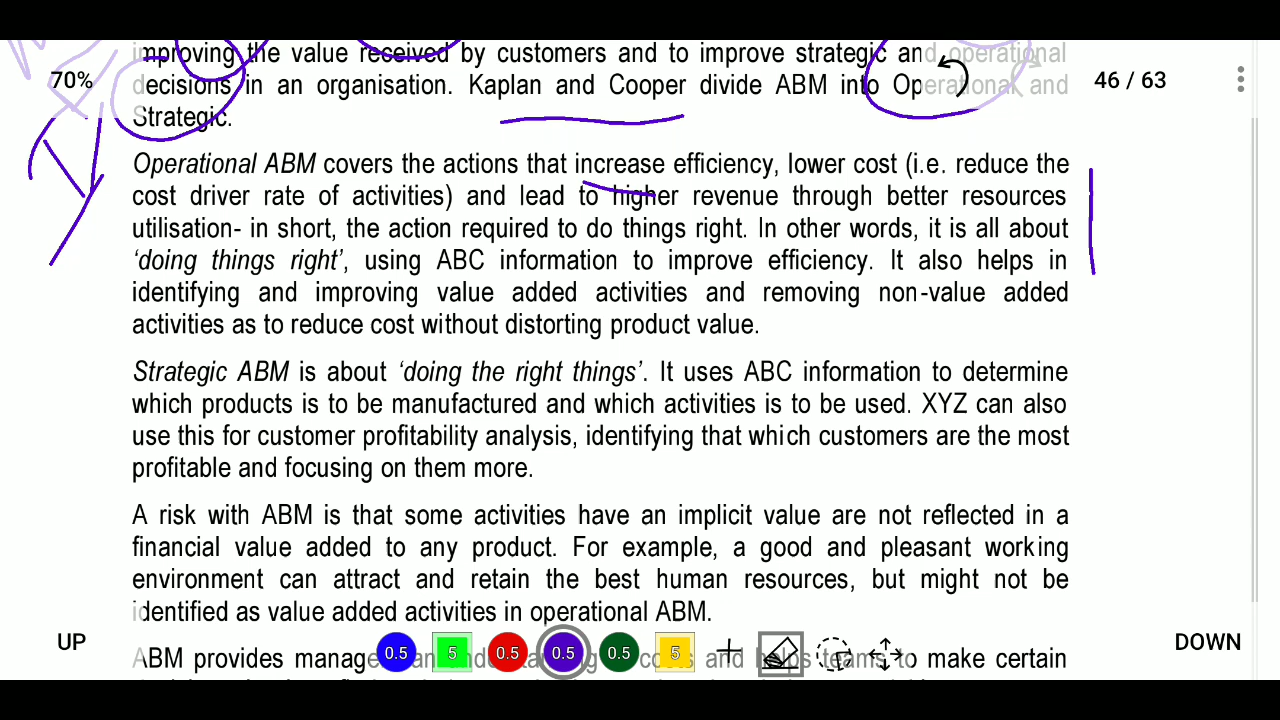 improving the value received by customers and to improve strategic and operational
70%
decisions in an organisation. Kaplan and Cooper divide ABM into Operational and
46 / 63
Strategic.
Operational ABM covers the actions that increase efficiency, lower cost (i.e. reduce the
cost driver rate of activities) and lead to higher revenue through better resources
utilisation- in short, the action required to do things right. In other words, it is all about
‘doing things right’, using ABC information to improve efficiency. It also helps in
identifying and improving value added activities and removing non-value added
activities as to reduce cost without distorting product value.
Strategic ABM is about ‘doing the right things’. It uses ABC information to determine
which products is to be manufactured and which activities is to be used. XYZ can also
use this for customer profitability analysis, identifying that which customers are the most
profitable and focusing on them more.
A risk with ABM is that some activities have an implicit value are not reflected in a
financial value added to any product. For example, a good and pleasant working
environment can attract and retain the best human resources, but might not be
identified as value added activities in operational ABM.
UP
0.5 5 0.5 0.5 0.5 5
DOWN
ABM provides and helps teams to make certain